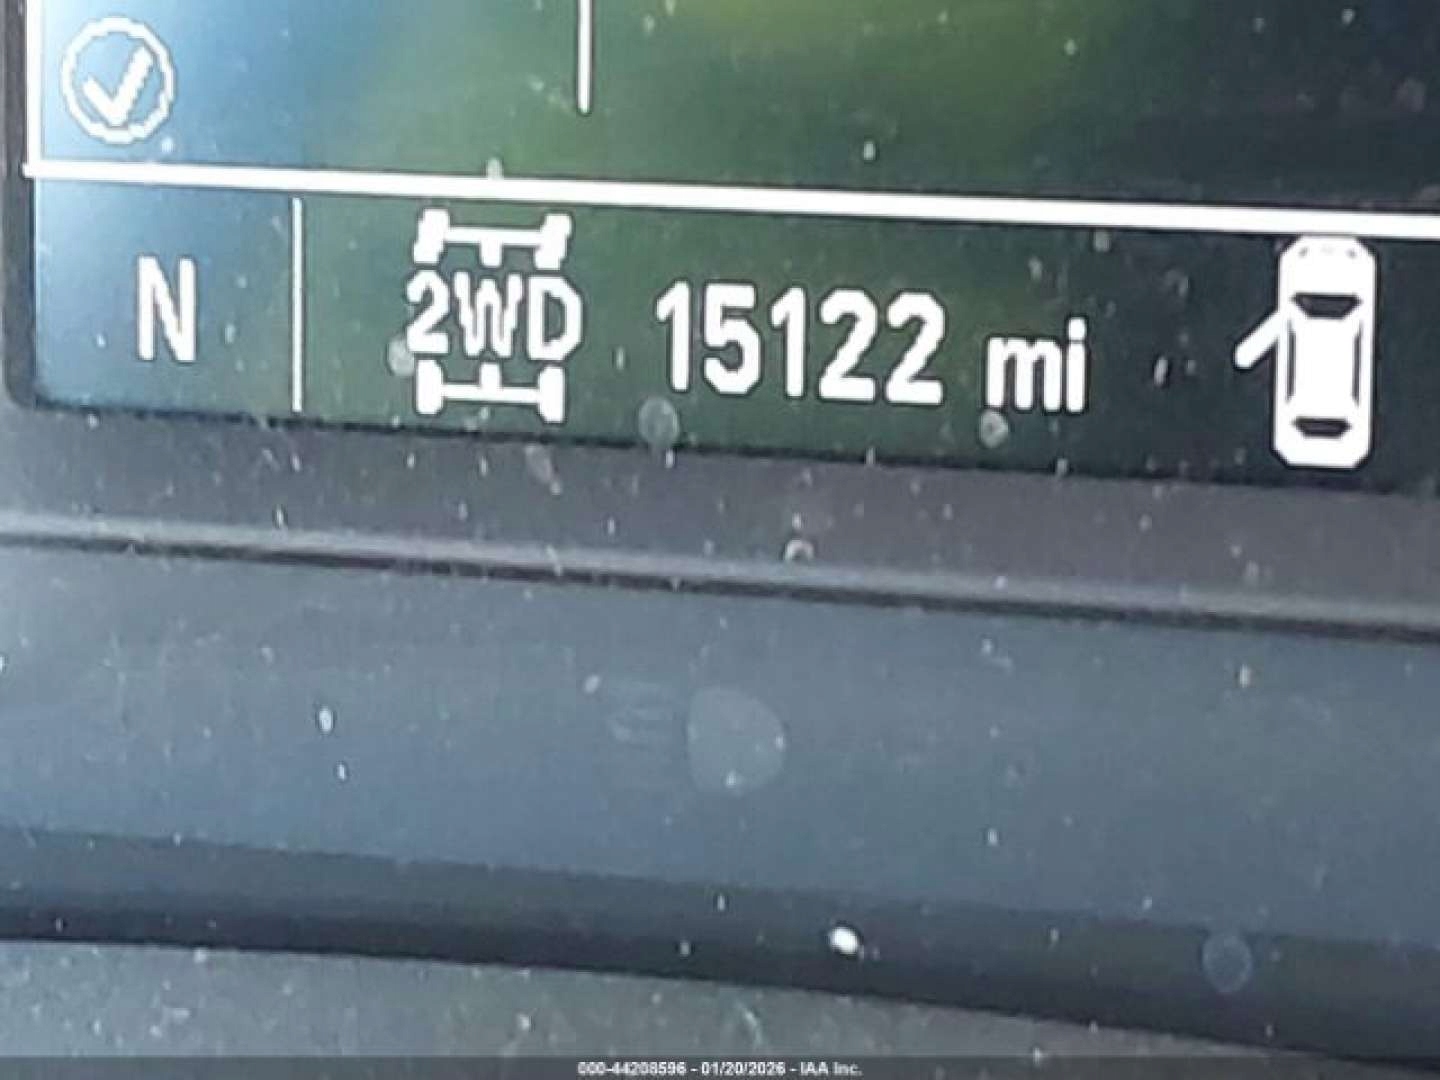 N 2WD 15122 mi
000-44208596 - 01/20/2026 - IAA Inc.